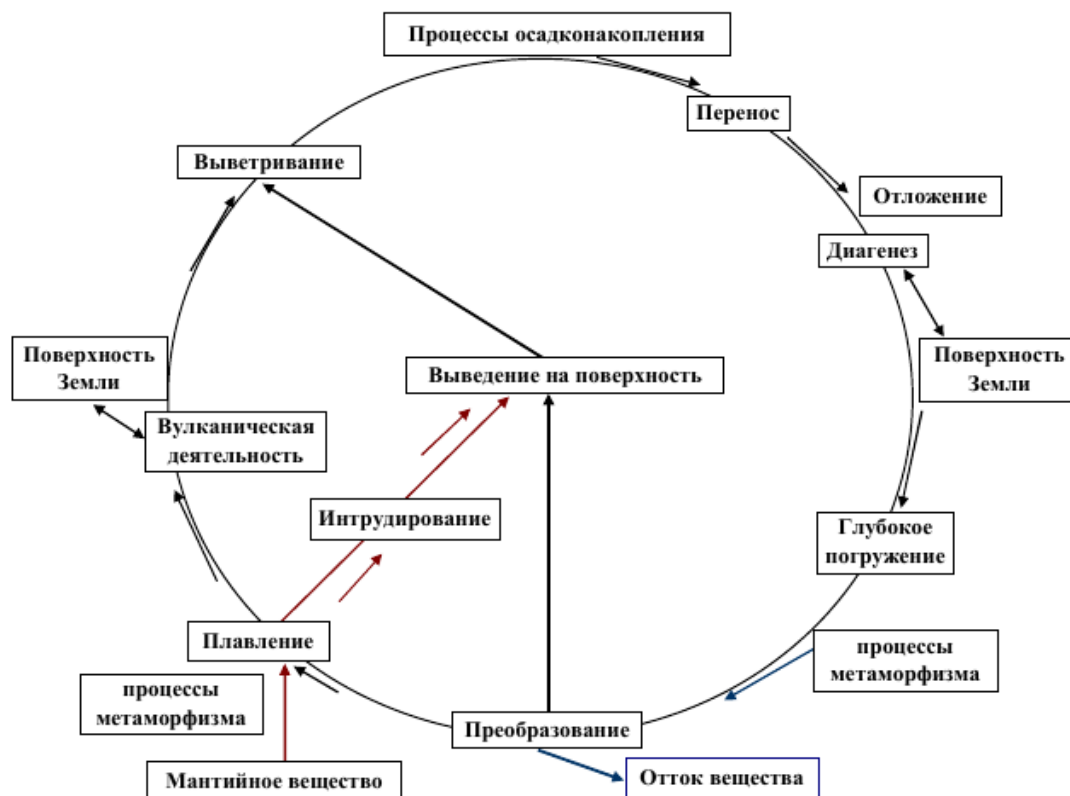 Процессы осадконакопления
Перенос
Выветривание
Отложение
Диагенез
Поверхность
Земли
Поверхность
Земли
Выведение на поверхность
Вулканическая
деятельность
Интрудирование
Глубокое
погружение
Плавление
процессы
метаморфизма
процессы
метаморфизма
Преобразование
Мантийное вещество
Отток вещества